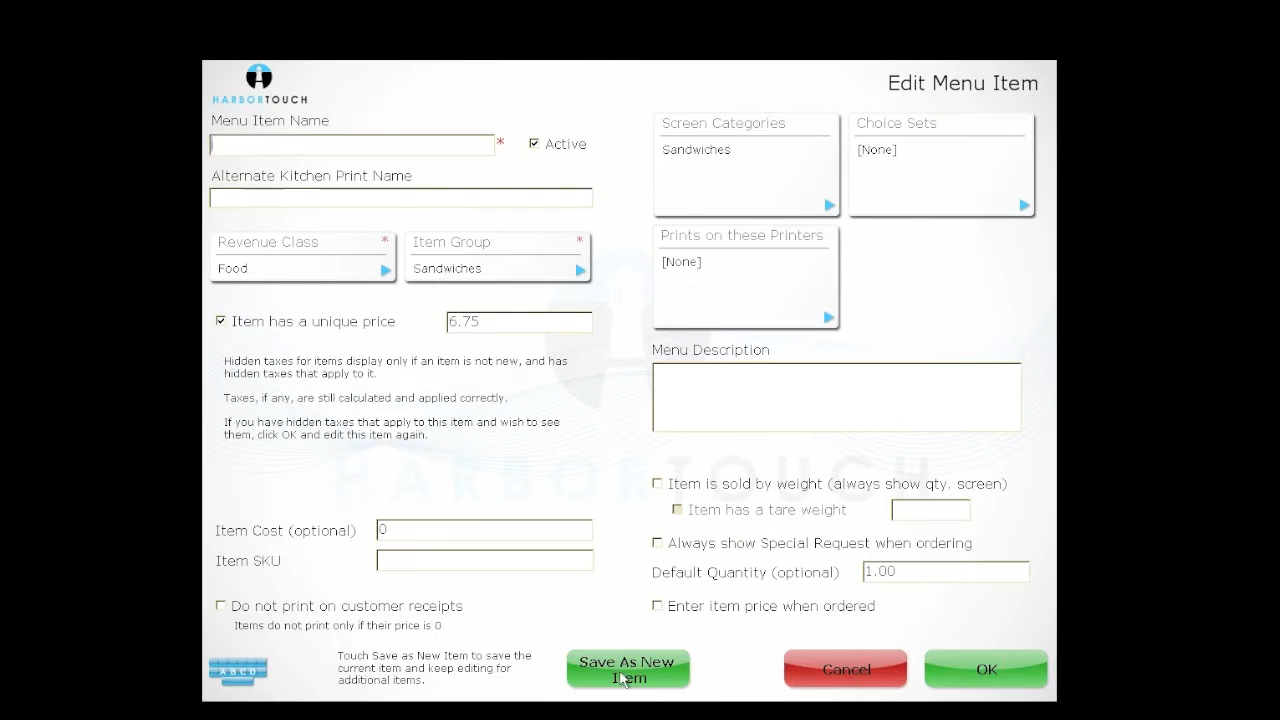 HARBORTOUCH
Edit Menu Item
Menu Item Name
*
Active
Alternate Kitchen Print Name
Revenue Class *
Food
Item Group *
Sandwiches
Item has a unique price
6.75
Hidden taxes for items display only if an item is not new, and has
hidden taxes that apply to it.
Taxes, if any, are still calculated and applied correctly.
If you have hidden taxes that apply to this item and wish to see
them, click OK and edit this item again.
Item Cost (optional)
0
Item SKU
Do not print on customer receipts
Items do not print only if their price is 0
Screen Categories
Sandwiches
Choice Sets
[None]
Prints on these Printers
[None]
Menu Description
HARBORTOUCH
Item is sold by weight (always show qty. screen)
Item has a tare weight
Always show Special Request when ordering
Default Quantity (optional)
1.00
Enter item price when ordered
ABCD
Touch Save as New Item to save the
current item and keep editing for
additional items.
Save As New
Item
Cancel
OK